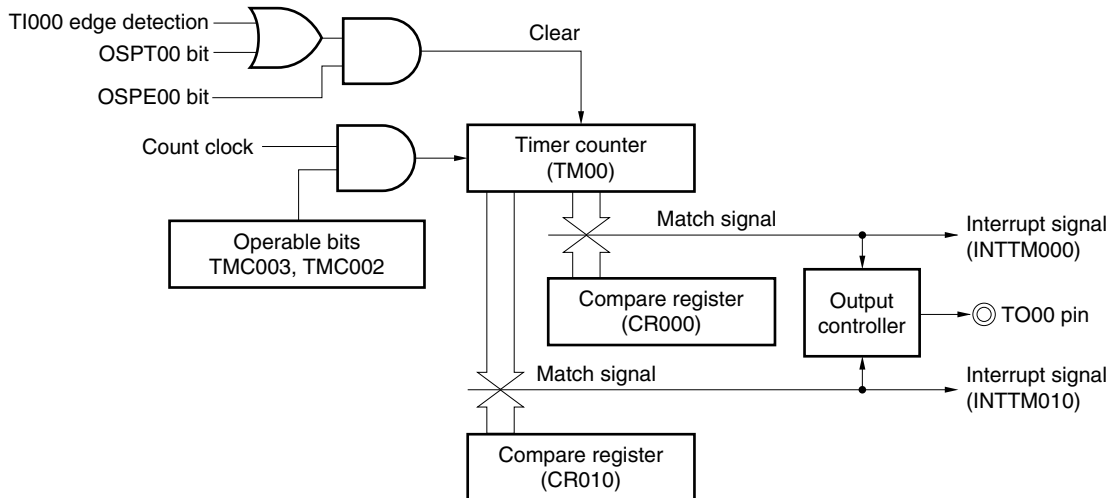 TI000 edge detection
OSPT00 bit
OSPE00 bit
Clear
Count clock
Timer counter
(TM00)
Operable bits
TMC003, TMC002
Match signal
Interrupt signal
(INTTM000)
Compare register
(CR000)
Output
controller
TO00 pin
Match signal
Interrupt signal
(INTTM010)
Compare register
(CR010)